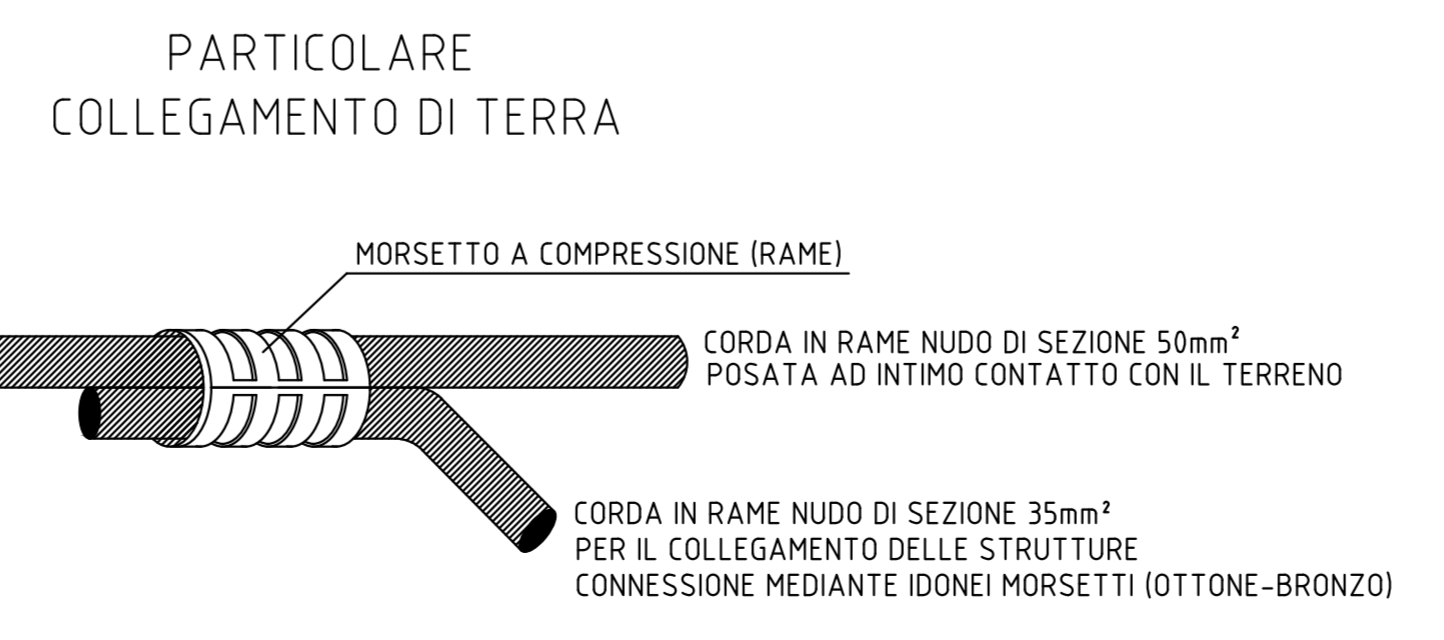 PARTICOLARE
COLLEGAMENTO DI TERRA
MORSETTO A COMPRESSIONE (RAME)
CORDA IN RAME NUDO DI SEZIONE 50mm²
POSATA AD INTIMO CONTATTO CON IL TERRENO
CORDA IN RAME NUDO DI SEZIONE 35mm²
PER IL COLLEGAMENTO DELLE STRUTTURE
CONNESSIONE MEDIANTE IDONEI MORSETTI (OTTONE-BRONZO)